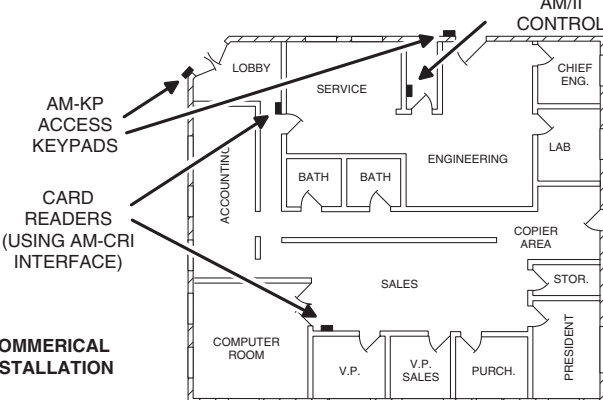 AM/II
CONTROL
LOBBY
SERVICE
CHIEF
ENG.
AM-KP
ACCESS
KEYPADS
LAB
ENGINEERING
ACCOUNTING
BATH
BATH
CARD
READERS
(USING AM-CRI
INTERFACE)
COPIER
AREA
STOR.
SALES
PRESIDENT
COMPUTER
ROOM
OMMERICAL
STALLATION
V.P.
V.P.
SALES
PURCH.